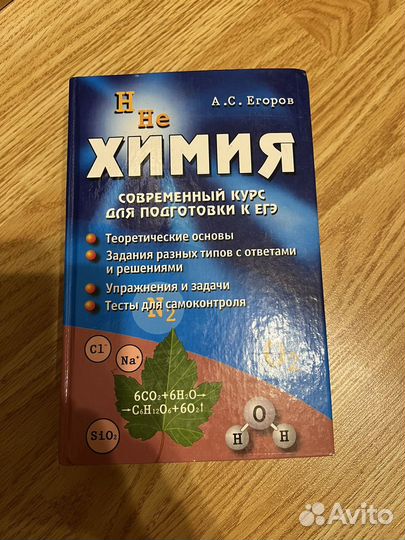 H
He
А.С. Егоров
ХИМИЯ
СОВРЕМЕННЫЙ КУРС
ДЛЯ ПОДГОТОВКИ К ЕГЭ
Теоретические основы
Задания разных типов с ответами
и решениями
Упражнения и задачи
Тесты для самоконтроля
N₂
Cl⁻
Na⁺
6CO₂+6H₂O→
→C₆H₁₂O₆+6O₂↑
SiO₂
H
O
H
Avito